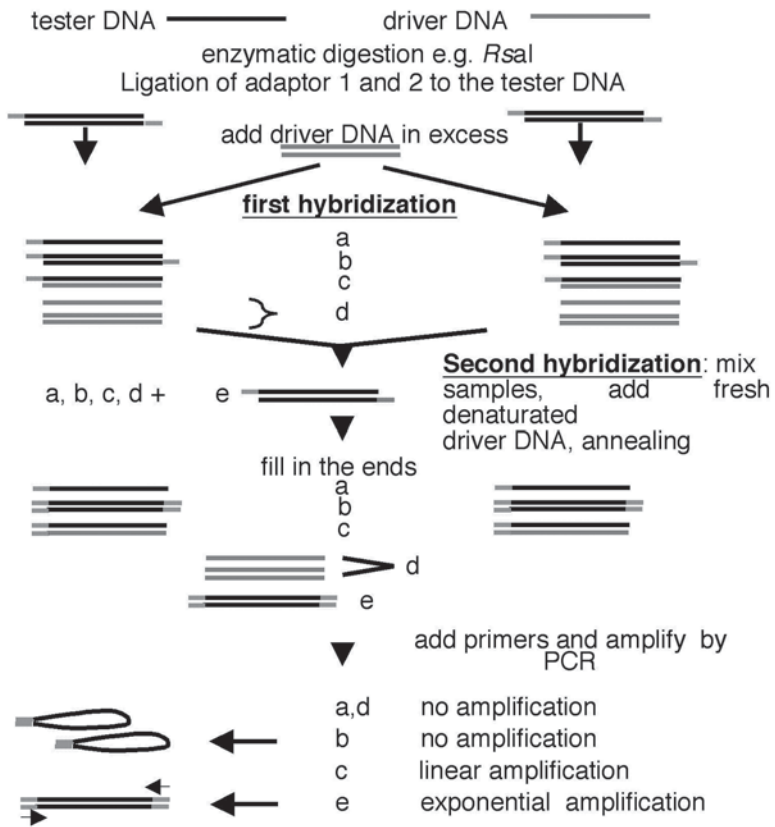 tester DNA driver DNA
enzymatic digestion e.g. RsaI
Ligation of adaptor 1 and 2 to the tester DNA
add driver DNA in excess
first hybridization
a
b
c
d
Second hybridization: mix
samples, add fresh
denaturated
driver DNA, annealing
a, b, c, d + e
fill in the ends
a
b
c
d
e
add primers and amplify by
PCR
a,d no amplification
b no amplification
c linear amplification
e exponential amplification